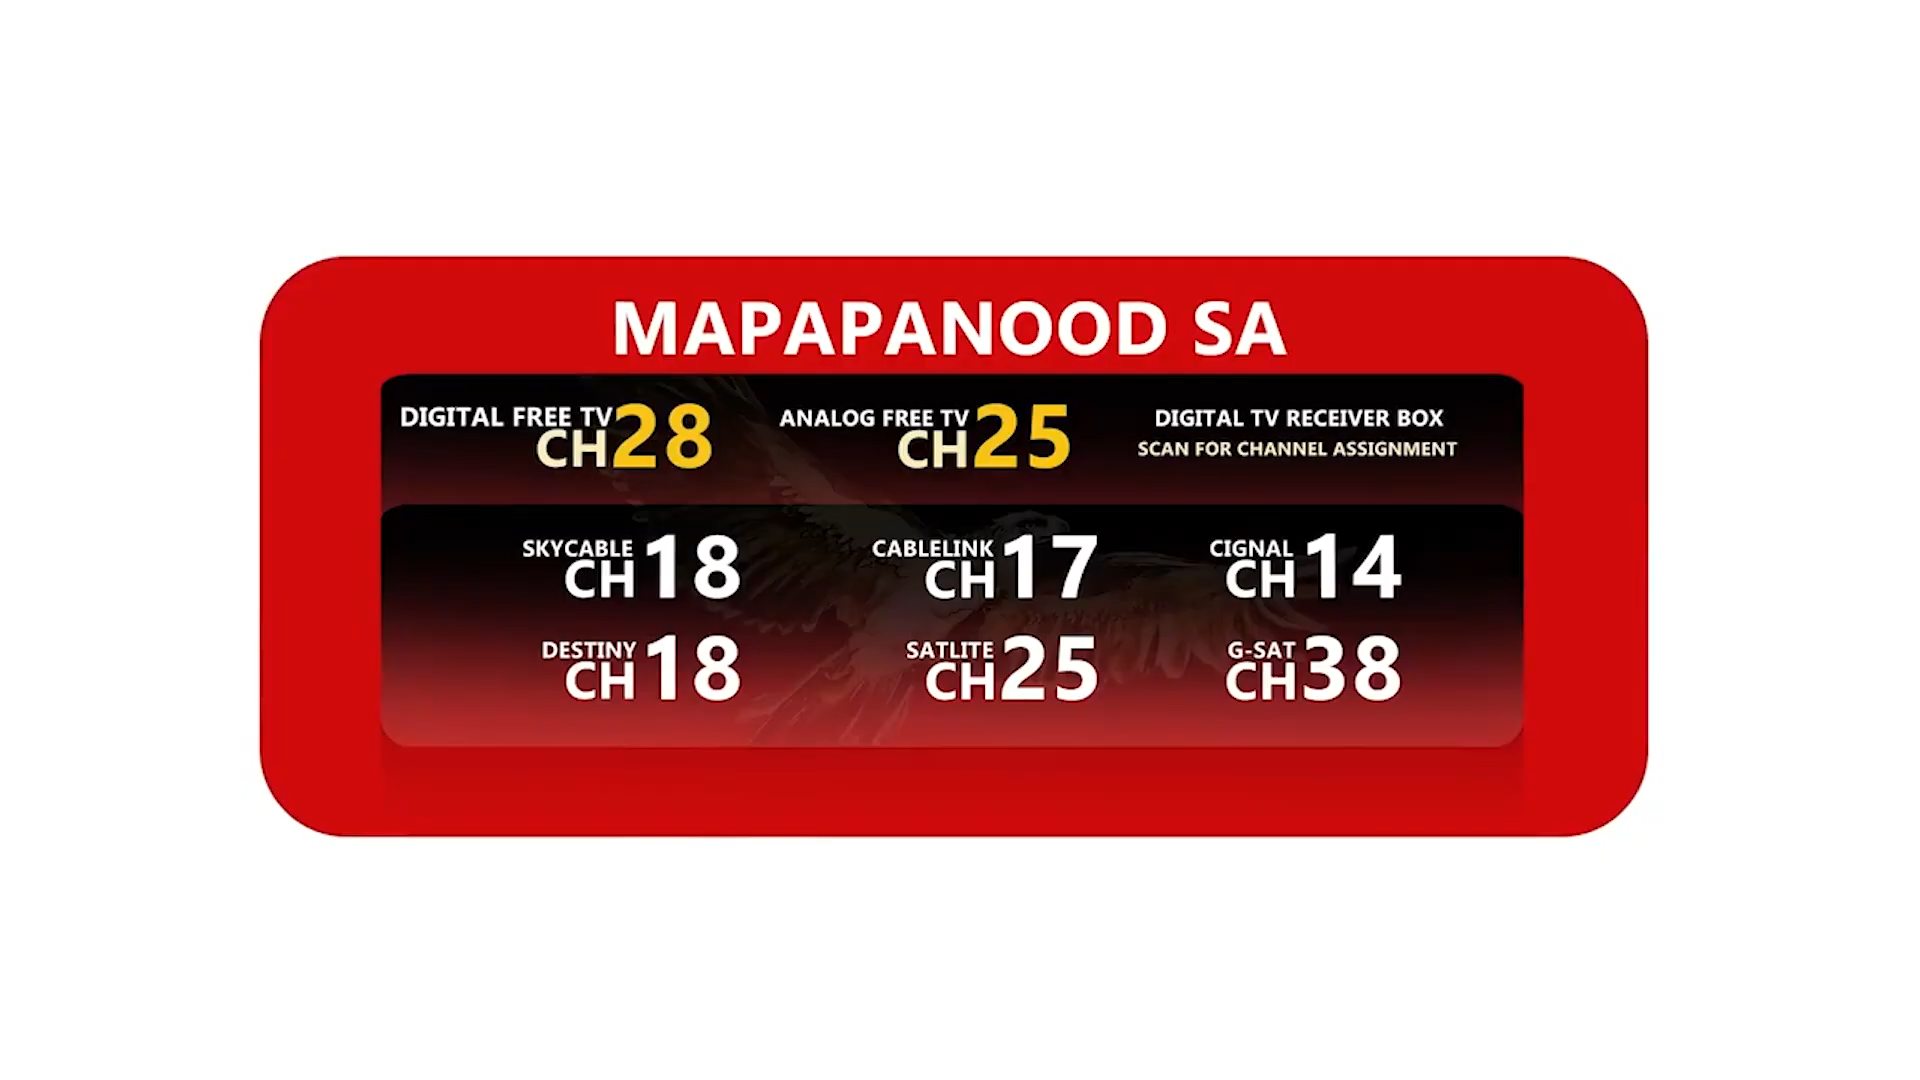 MAPAPANOOD SA
DIGITAL FREE TV
CH28
ANALOG FREE TV
CH25
DIGITAL TV RECEIVER BOX
SCAN FOR CHANNEL ASSIGNMENT
SKYCABLE
CH18
CABLELINK
CH17
CIGNAL
CH14
DESTINY
CH18
SATLITE
CH25
G-SAT
CH38